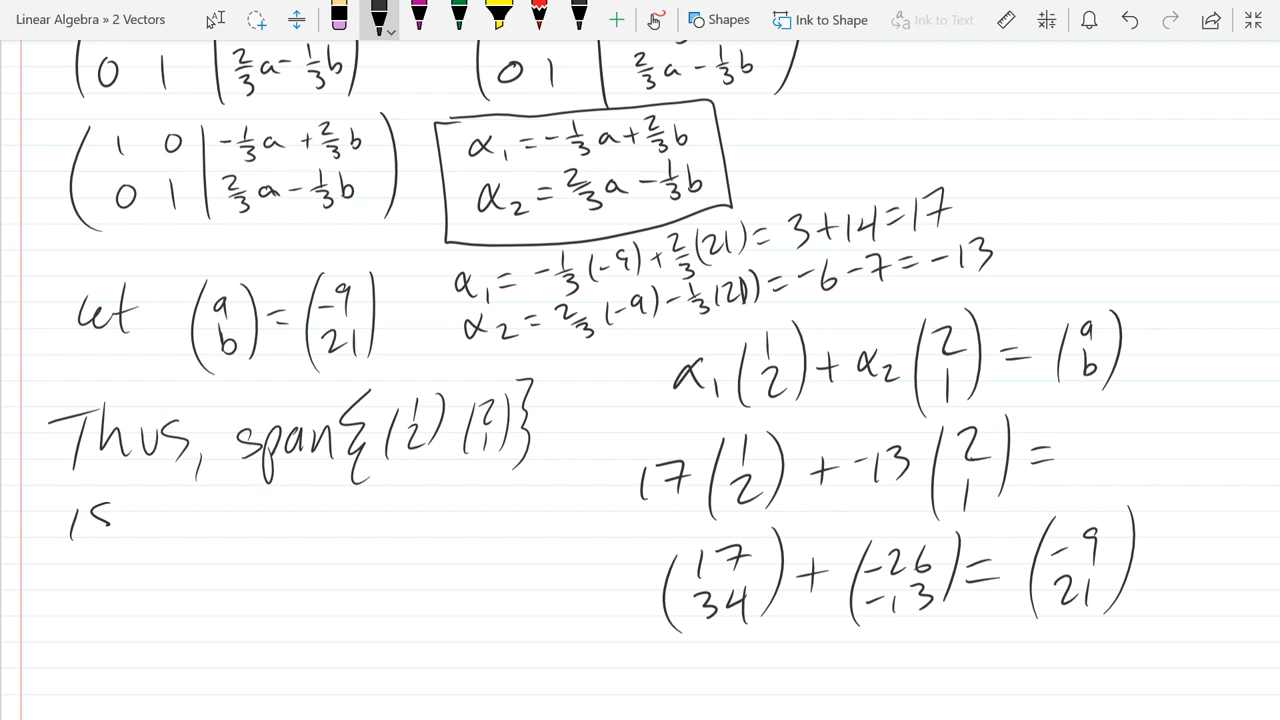 Linear Algebra » 2 Vectors
Shapes
Ink to Shape
Ink to Text
( 0 1 | 2/3 a - 1/3 b )
( 0 1 | 2/3 a - 1/3 b )
( 1 0 | -1/3 a + 2/3 b
0 1 | 2/3 a - 1/3 b )
α₁ = -1/3 a + 2/3 b
α₂ = 2/3 a - 1/3 b
α₁ = -1/3 (-9) + 2/3 (21) = 3 + 14 = 17
α₂ = 2/3 (-9) - 1/3 (21) = -6 - 7 = -13
let (a b) = (-9 21)
α₁ (1 2) + α₂ (2 1) = (a b)
Thus, span{(1 2) (2 1)}
is
17 (1 2) + -13 (2 1) =
(17 34) + (-26 -13) = (-9 21)